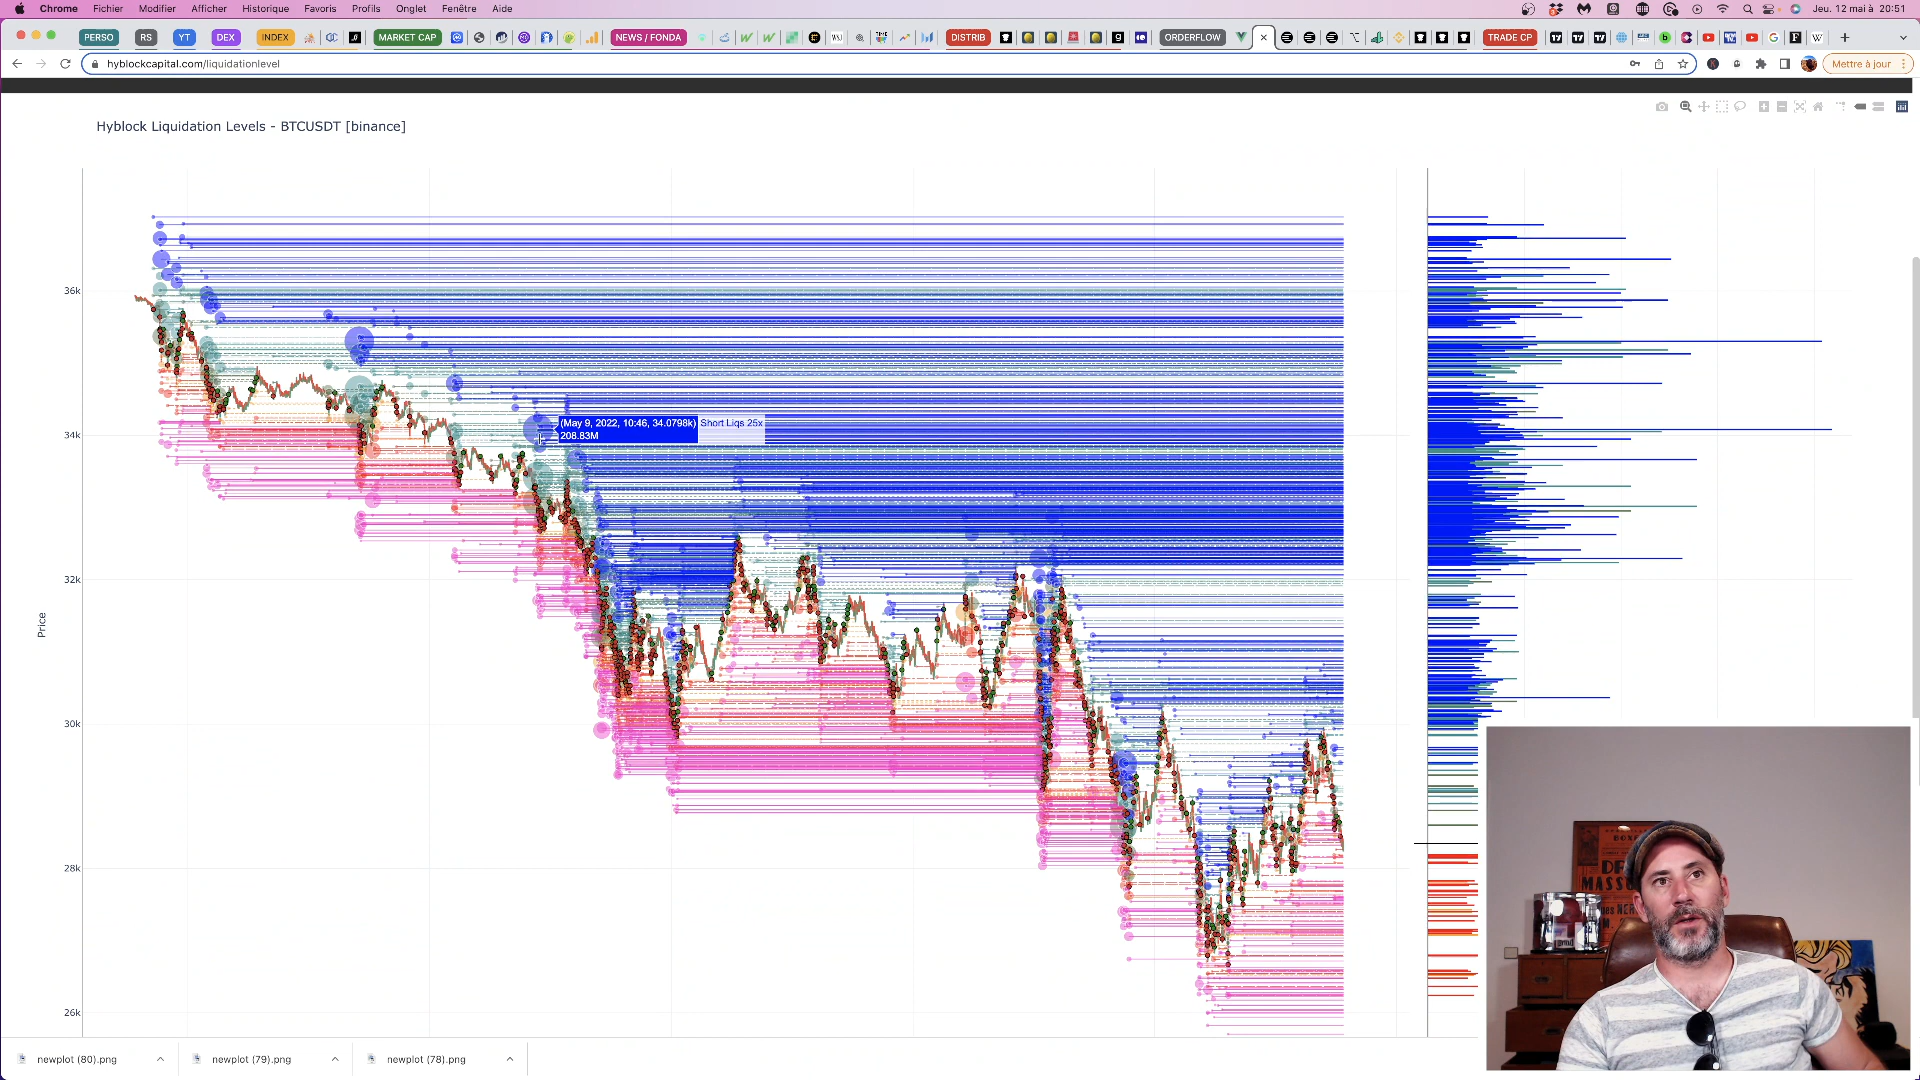 Chrome Fichier Modifier Afficher Historique Favoris Profils Onglet Fenêtre Aide Jeu. 12 mai à 20:51
PERSO RS YT DEX INDEX MARKET CAP NEWS / FONDA DISTRIB ORDERFLOW TRADE CP
hyblockcapital.com/liquidationlevel Mettre à jour
Hyblock Liquidation Levels - BTCUSDT [binance]
36k
34k
32k
30k
28k
26k
Price
(May 9, 2022, 10:46, 34.0798k) Short Liqs 25x
208.83M
newplot (80).png newplot (79).png newplot (78).png